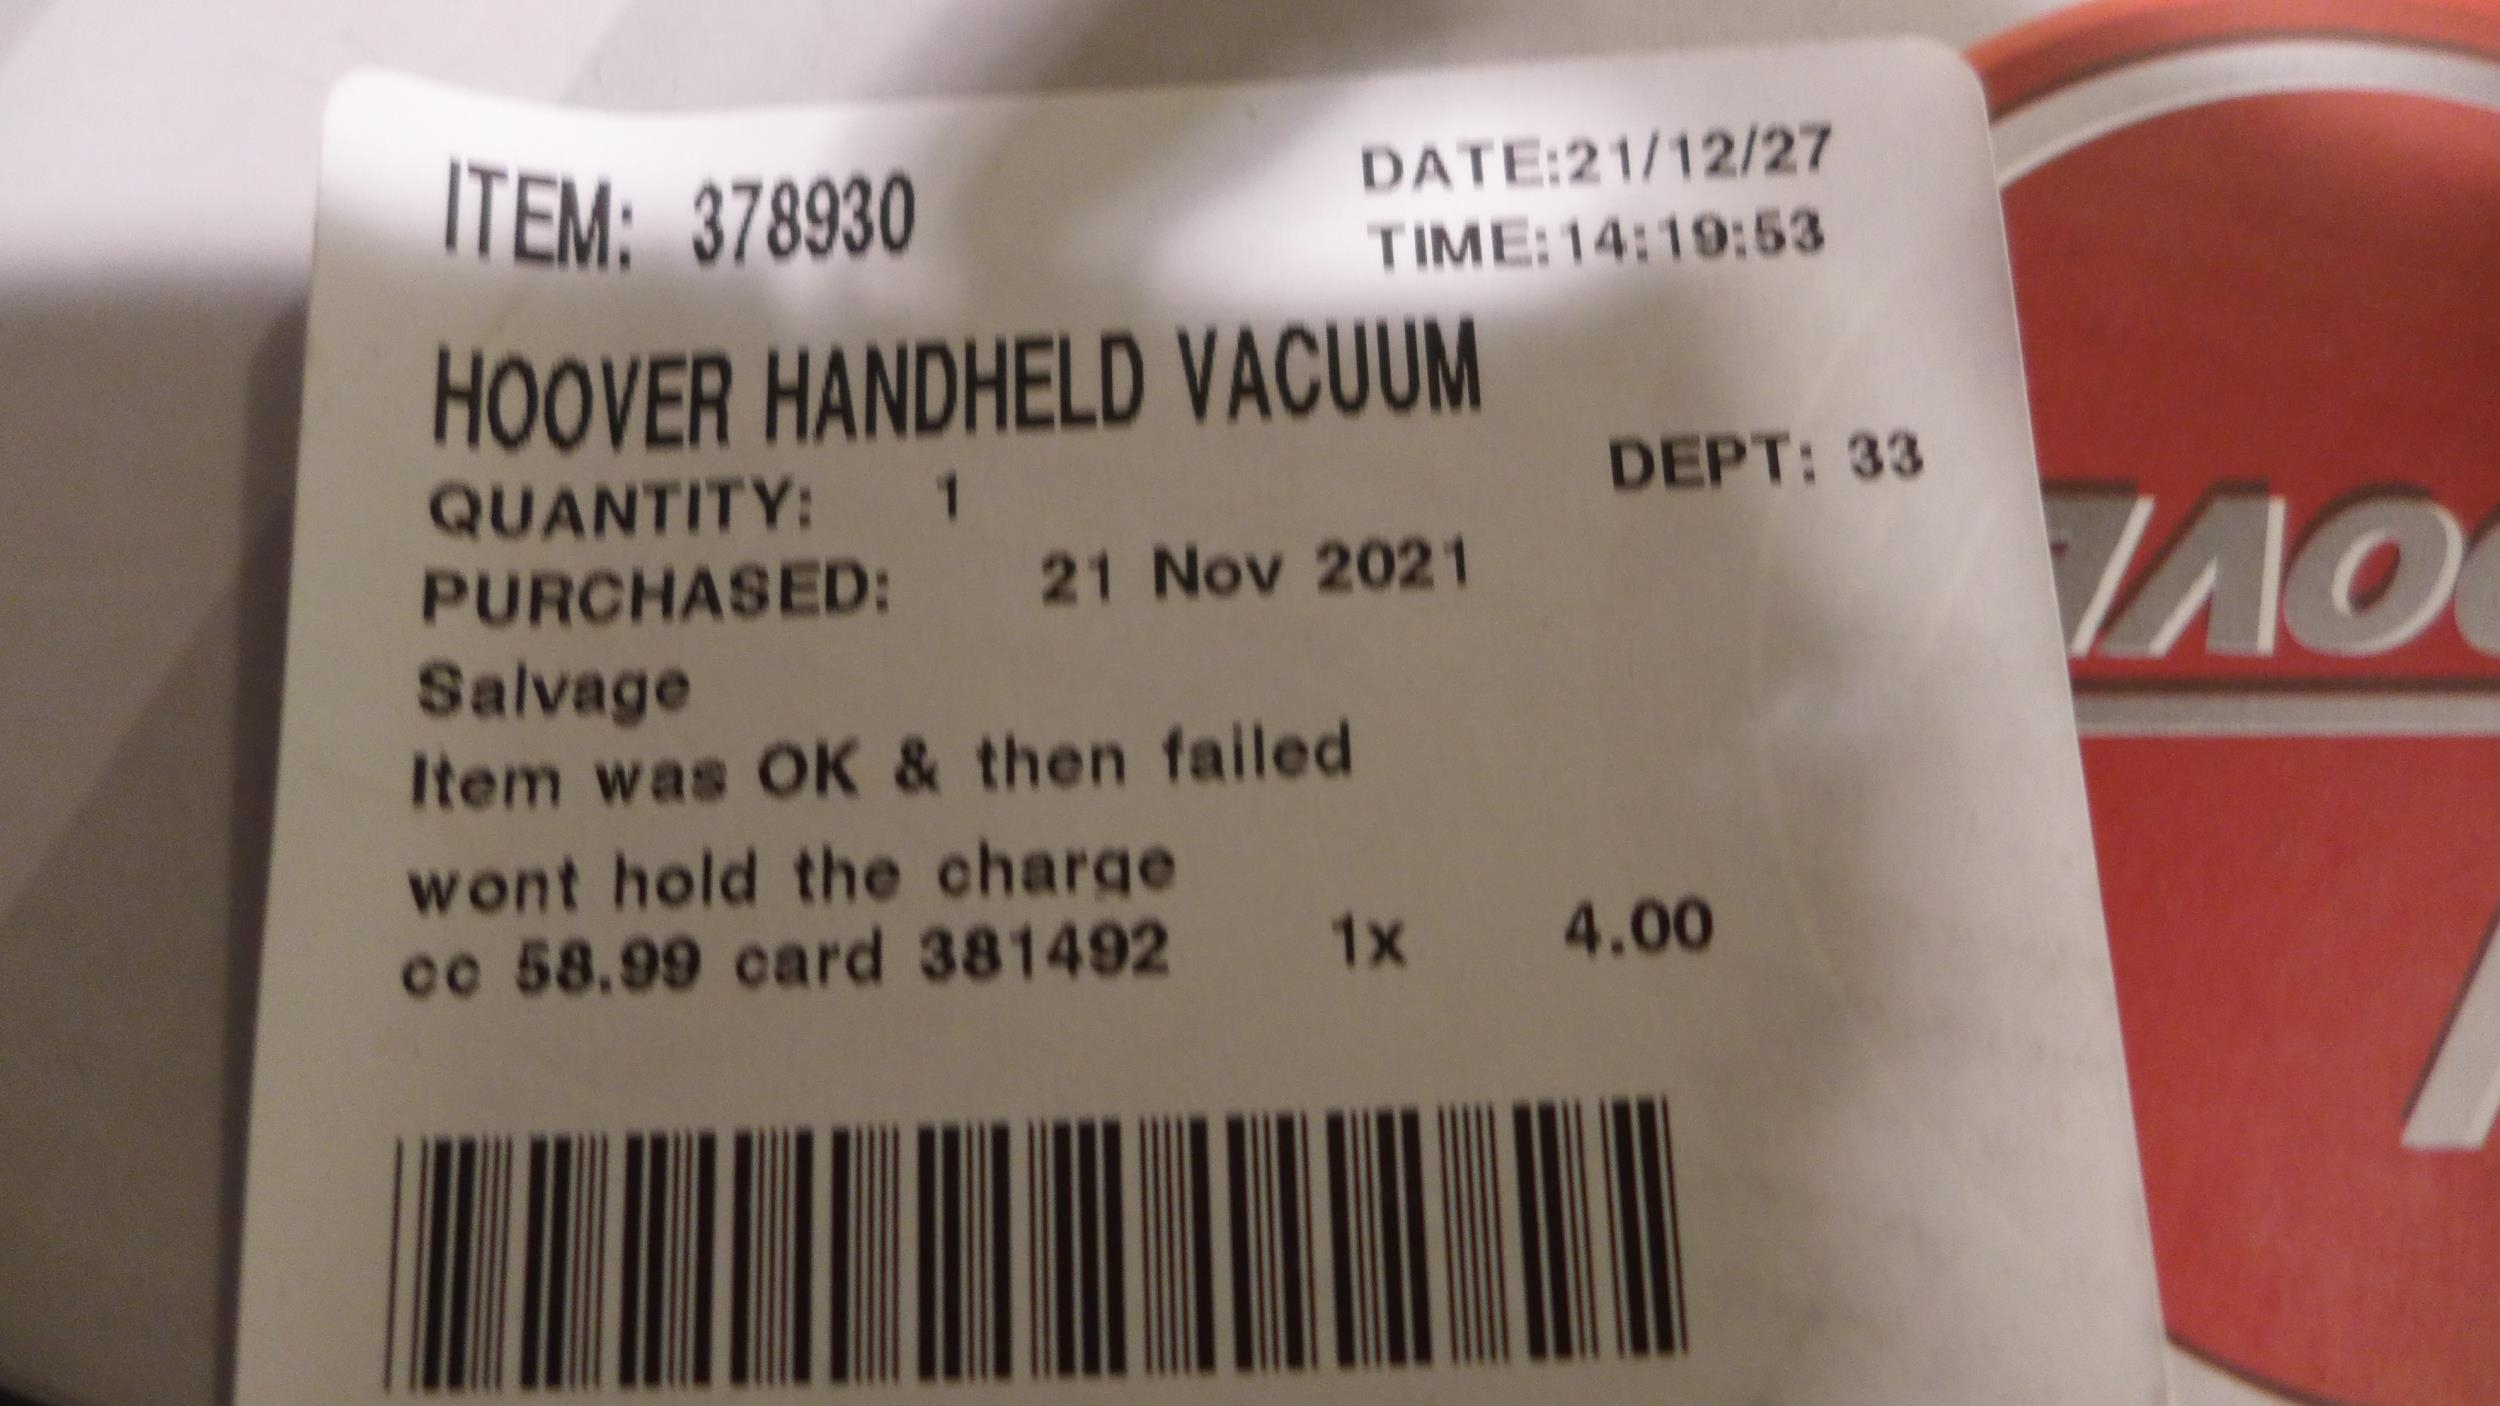 ITEM: 378930
DATE:21/12/27
TIME:14:19:53
HOOVER HANDHELD VACUUM
DEPT: 33
QUANTITY: 1
PURCHASED: 21 Nov 2021
Salvage
Item was OK & then failed
wont hold the charge
cc 58.99 card 381492 1x 4.00